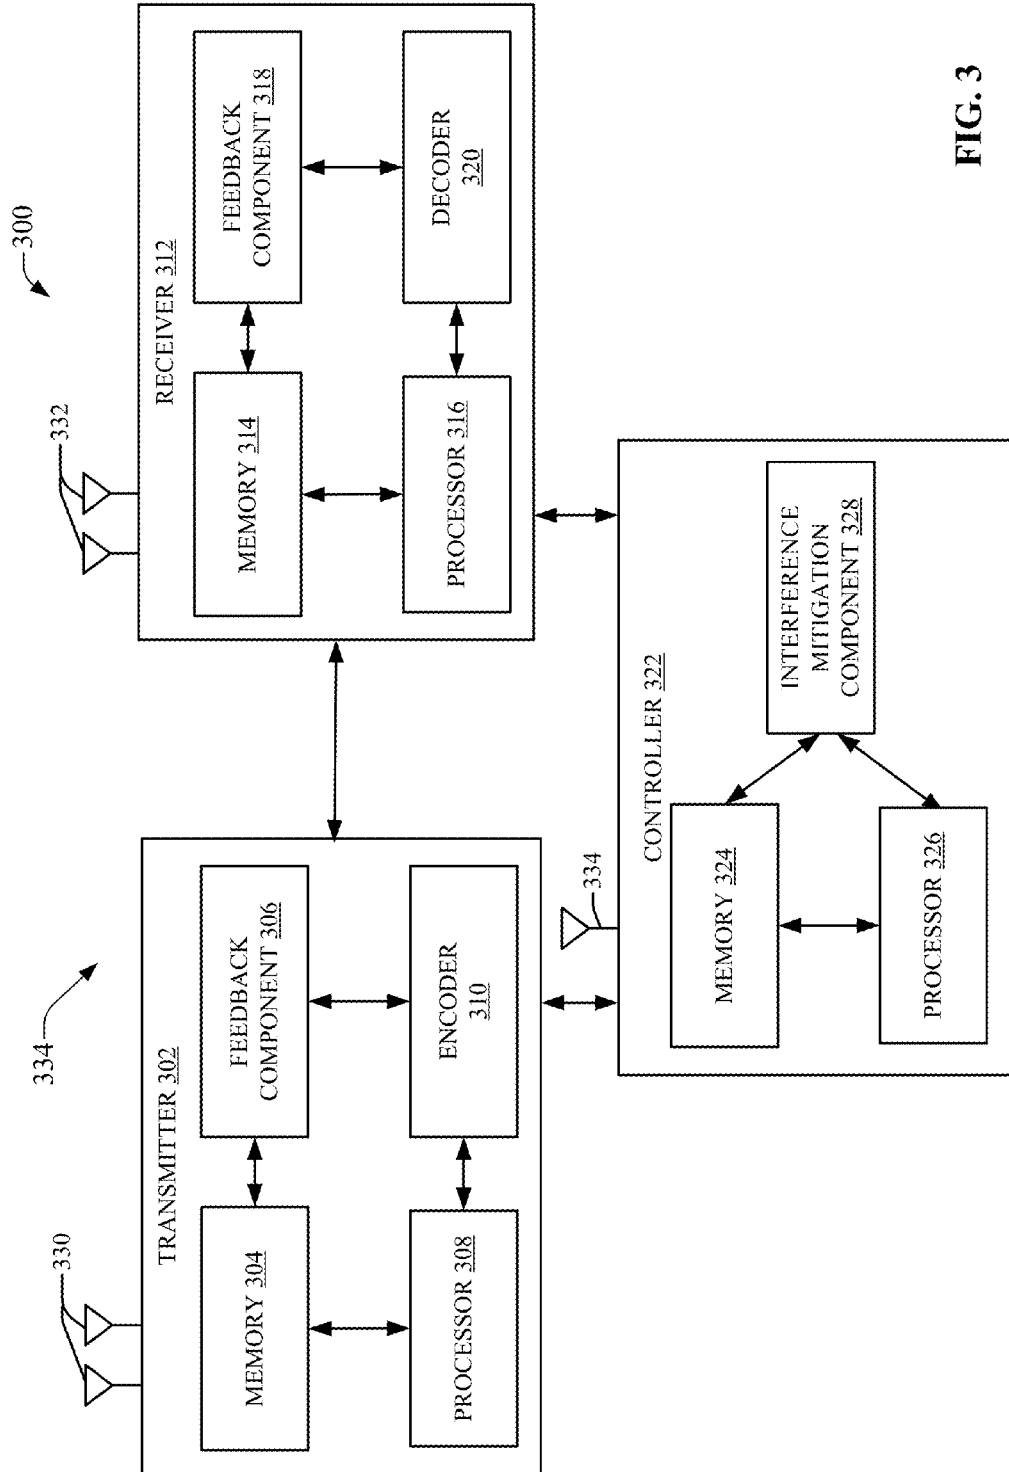 300
334
330
332
TRANSMITTER 302
MEMORY 304
FEEDBACK
COMPONENT 306
PROCESSOR 308
ENCODER
310
RECEIVER 312
MEMORY 314
FEEDBACK
COMPONENT 318
PROCESSOR 316
DECODER
320
334
CONTROLLER 322
MEMORY 324
PROCESSOR 326
INTERFERENCE
MITIGATION
COMPONENT 328
FIG. 3